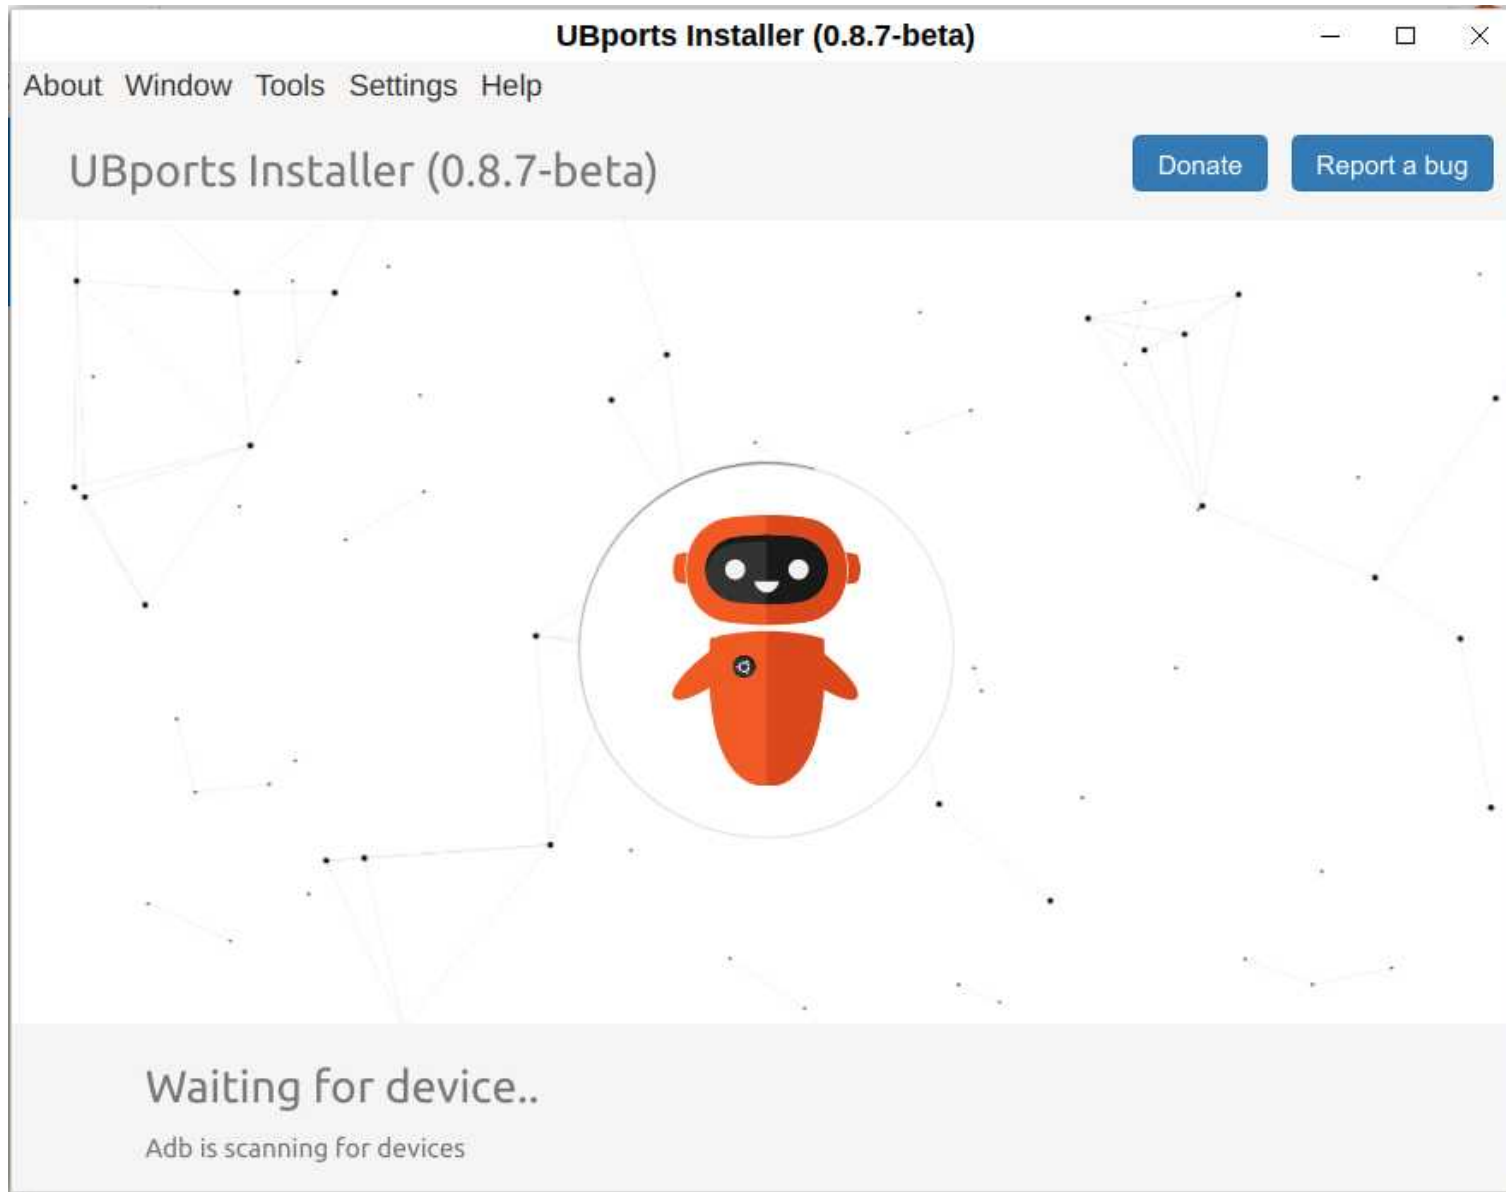 UBports Installer (0.8.7-beta)
About Window Tools Settings Help
UBports Installer (0.8.7-beta)
Donate
Report a bug
Waiting for device..
Adb is scanning for devices